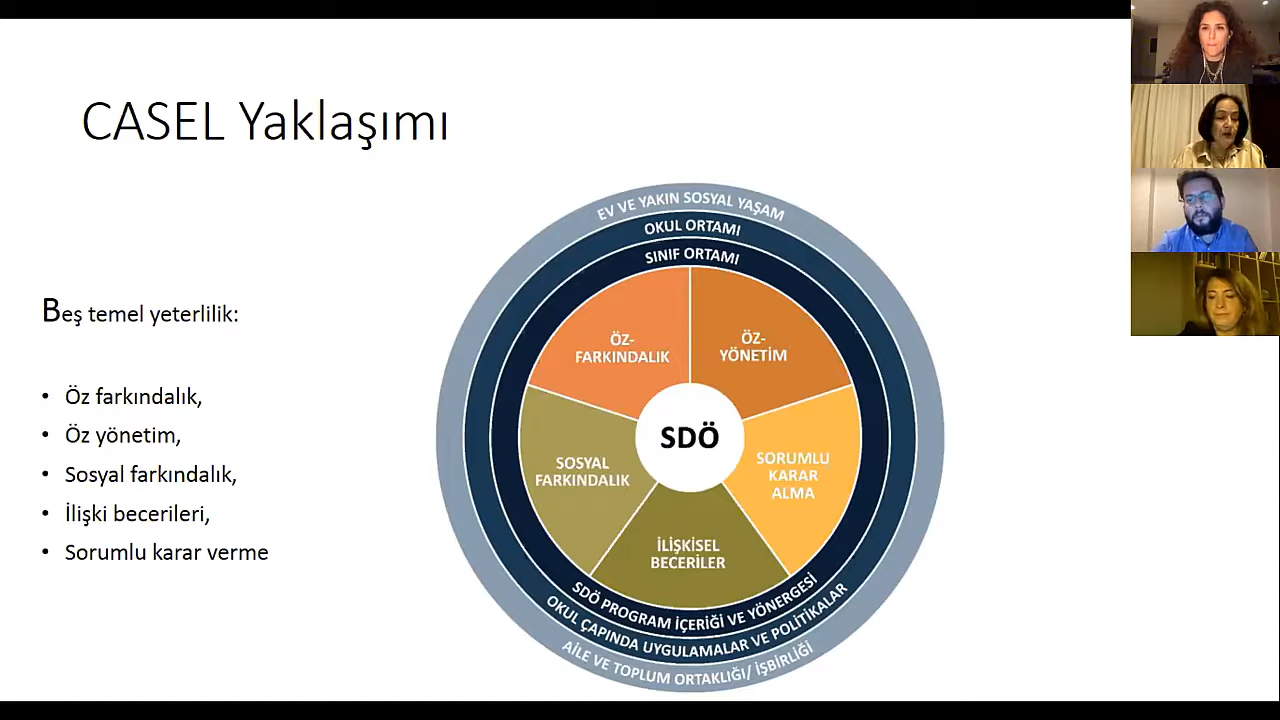 CASEL Yaklaşımı
Beş temel yeterlilik:
• Öz farkındalık,
• Öz yönetim,
• Sosyal farkındalık,
• İlişki becerileri,
• Sorumlu karar verme
EV VE YAKIN SOSYAL YAŞAM
OKUL ORTAMI
SINIF ORTAMI
ÖZ-
FARKINDALIK
ÖZ-
YÖNETİM
SDÖ
SOSYAL
FARKINDALIK
SORUMLU
KARAR
ALMA
İLİŞKİSEL
BECERİLER
SDÖ PROGRAM İÇERİĞİ VE YÖNERGESİ
OKUL ÇAPINDA UYGULAMALAR VE POLİTİKALAR
AİLE VE TOPLUM ORTAKLIĞI/ İŞBİRLİĞİ